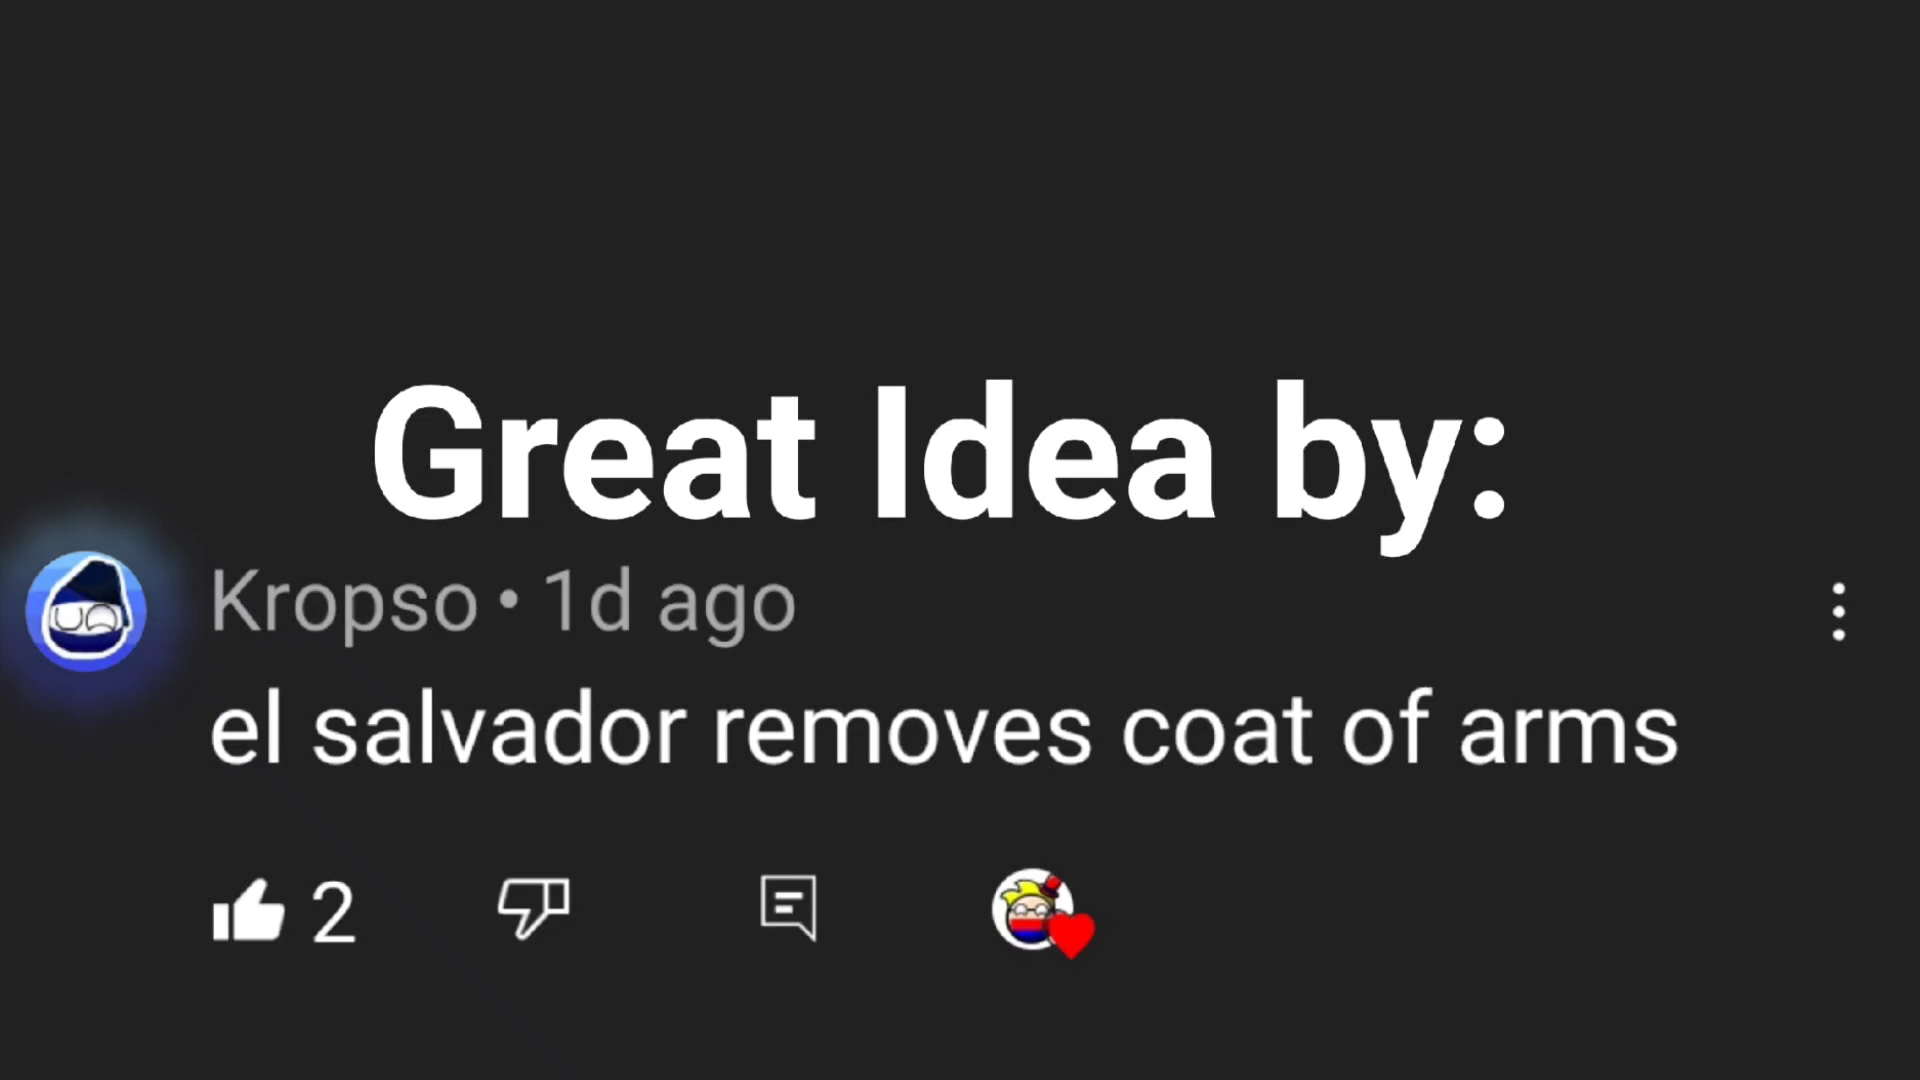 Great Idea by:
Kropso • 1d ago
el salvador removes coat of arms
2